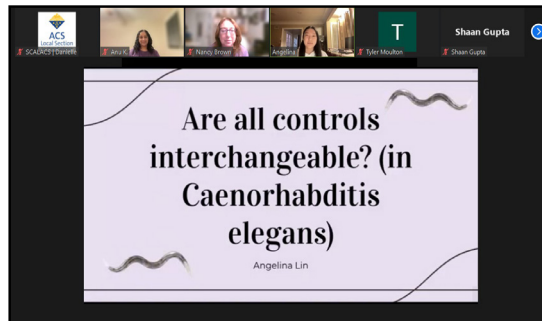 ACS
Local Section
SCALACS | Danielle
Anu K.
Nancy Brown
Angelina
T
Tyler Moulton
Shaan Gupta
Shaan Gupta
Are all controls
interchangeable? (in
Caenorhabditis
elegans)
Angelina Lin